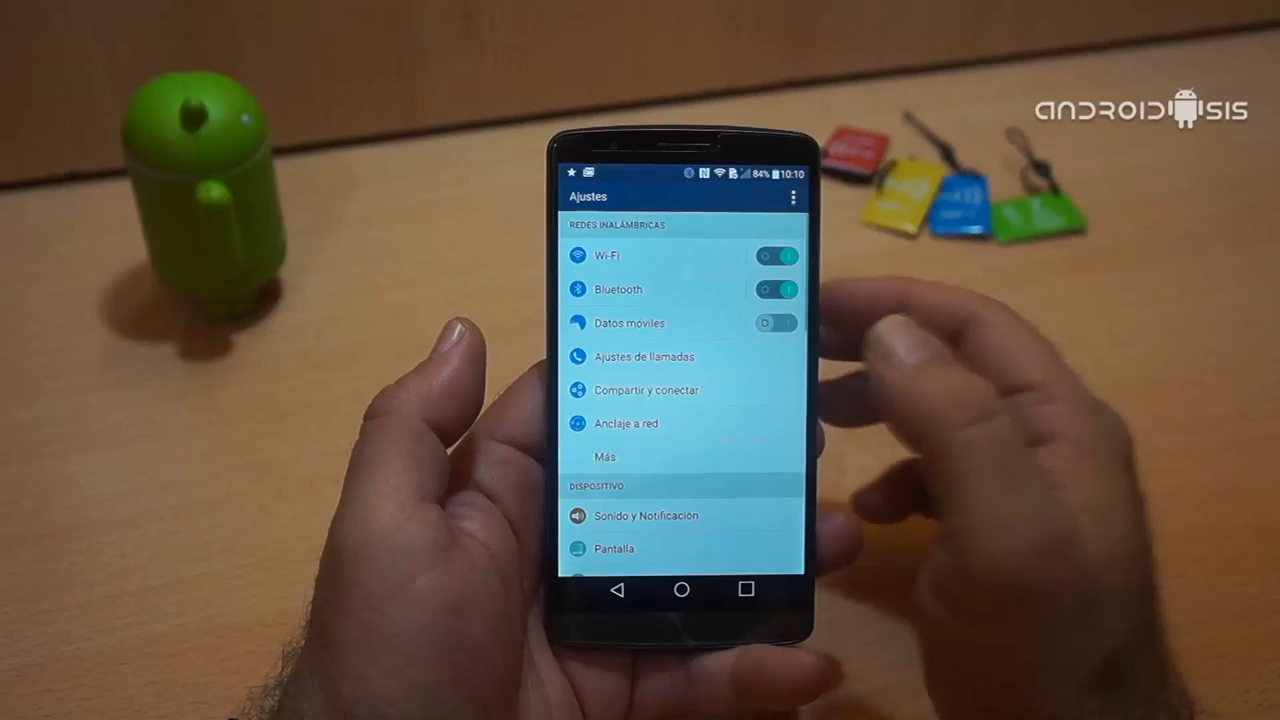 ANDROIDSIS
84% 10:10
Ajustes
REDES INALÁMBRICAS
Wi-Fi
Bluetooth
Datos móviles
Ajustes de llamadas
Compartir y conectar
Anclaje a red
Más
DISPOSITIVO
Sonido y Notificación
Pantalla